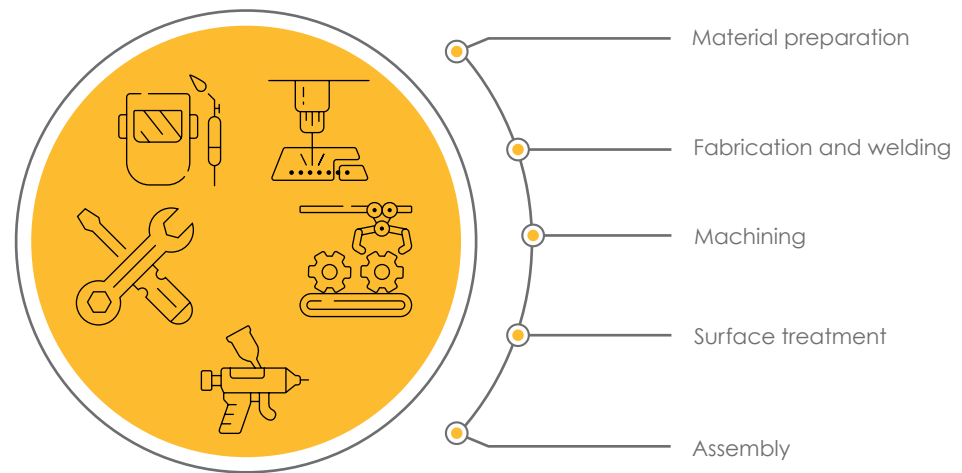 Material preparation
Fabrication and welding
Machining
Surface treatment
Assembly